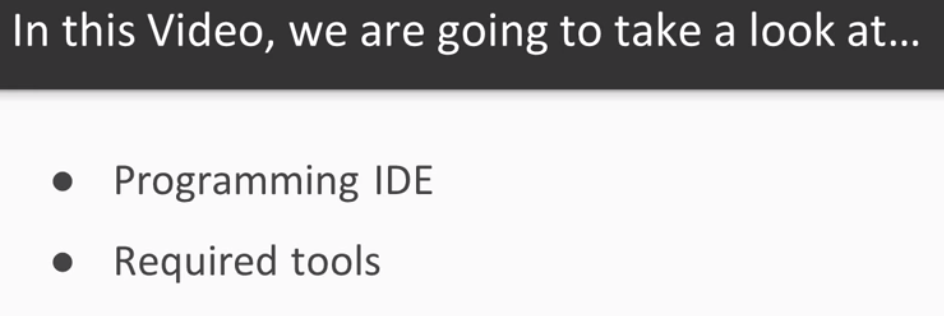 In this Video, we are going to take a look at...
● Programming IDE
● Required tools